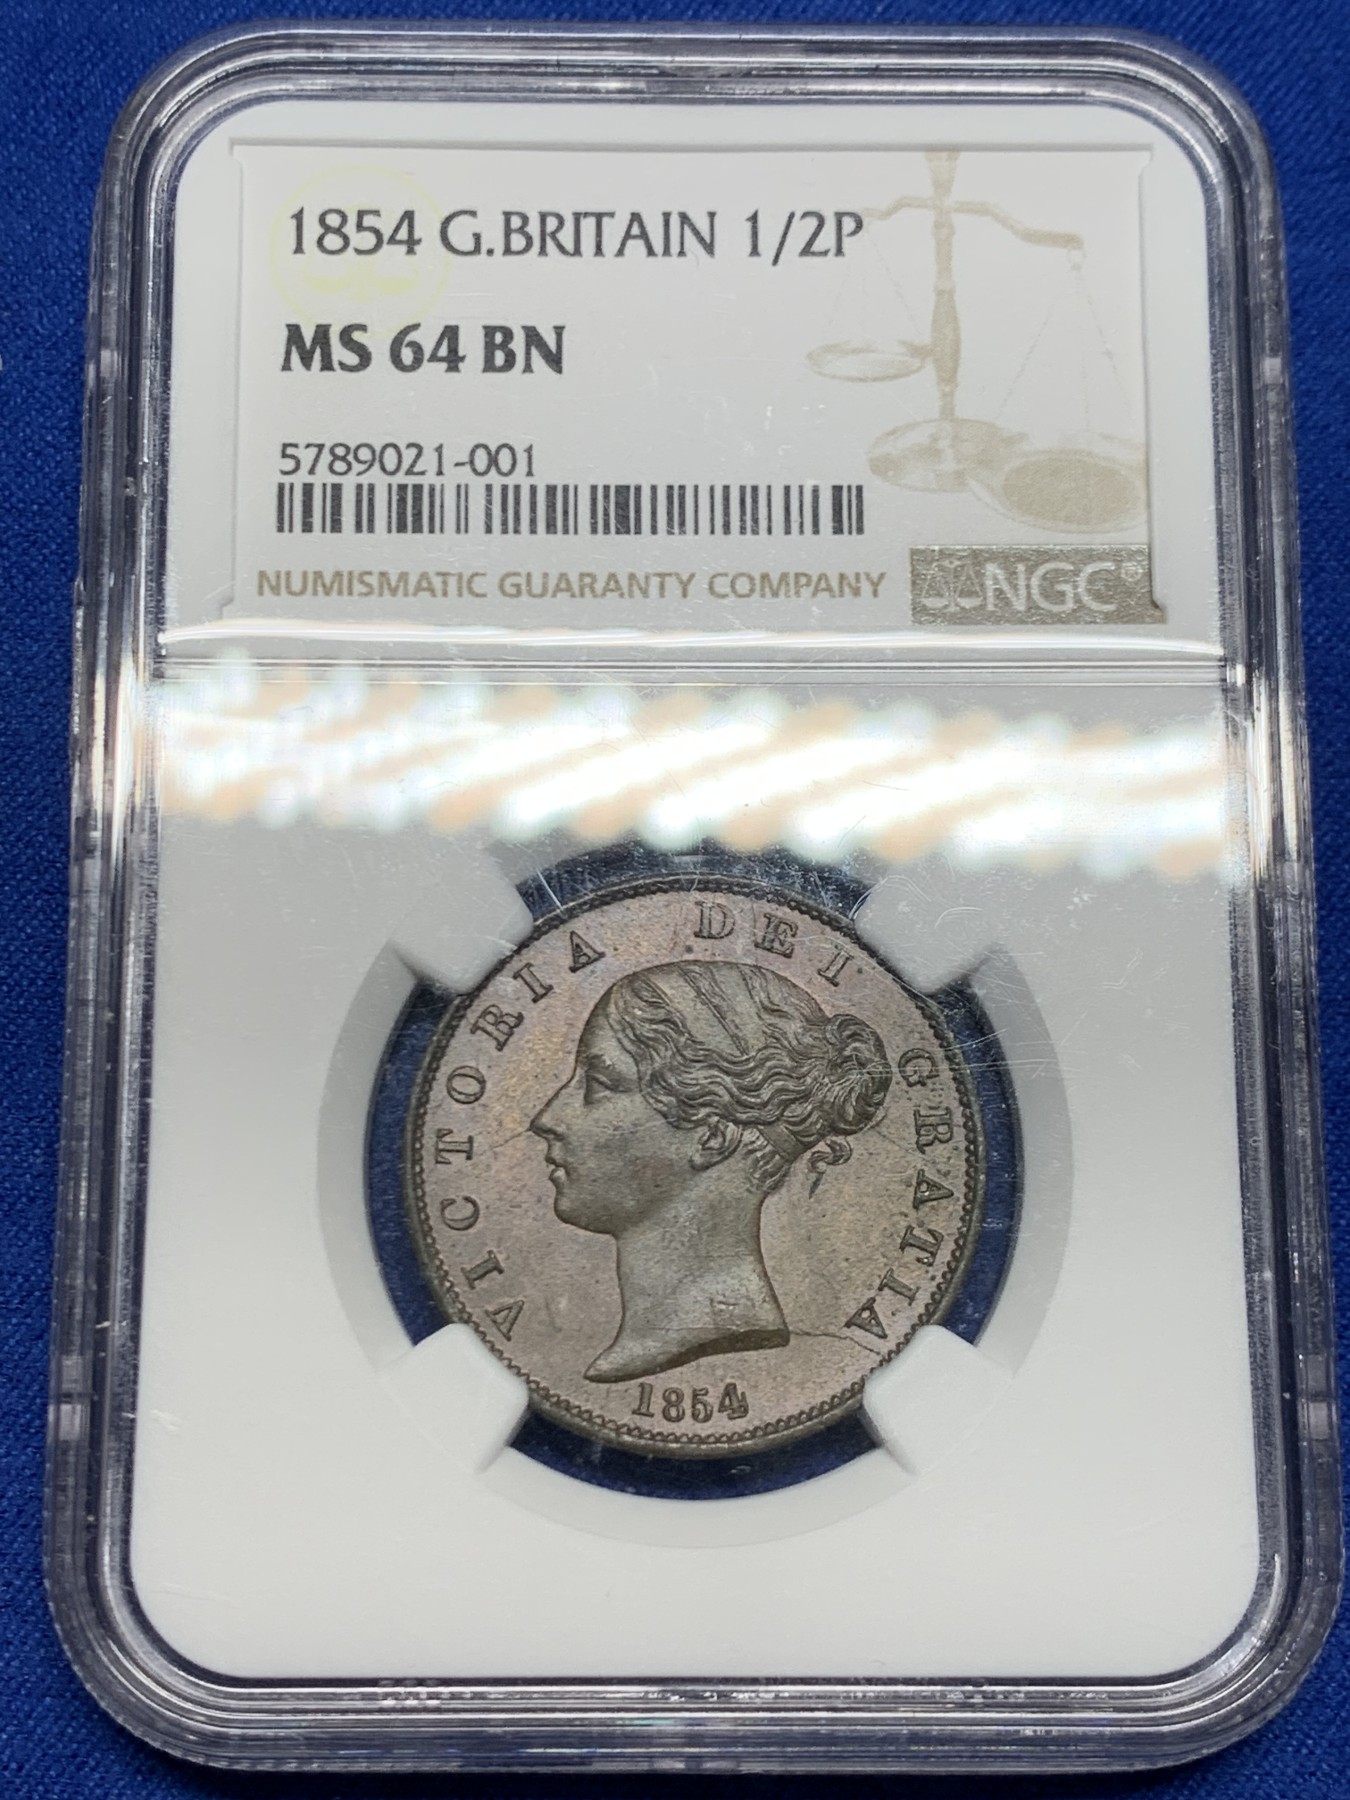 1854 G.BRITAIN 1/2P
MS 64 BN
5789021-001
NUMISMATIC GUARANTY COMPANY
NGC®
VICTORIA DEI GRATIA
1854